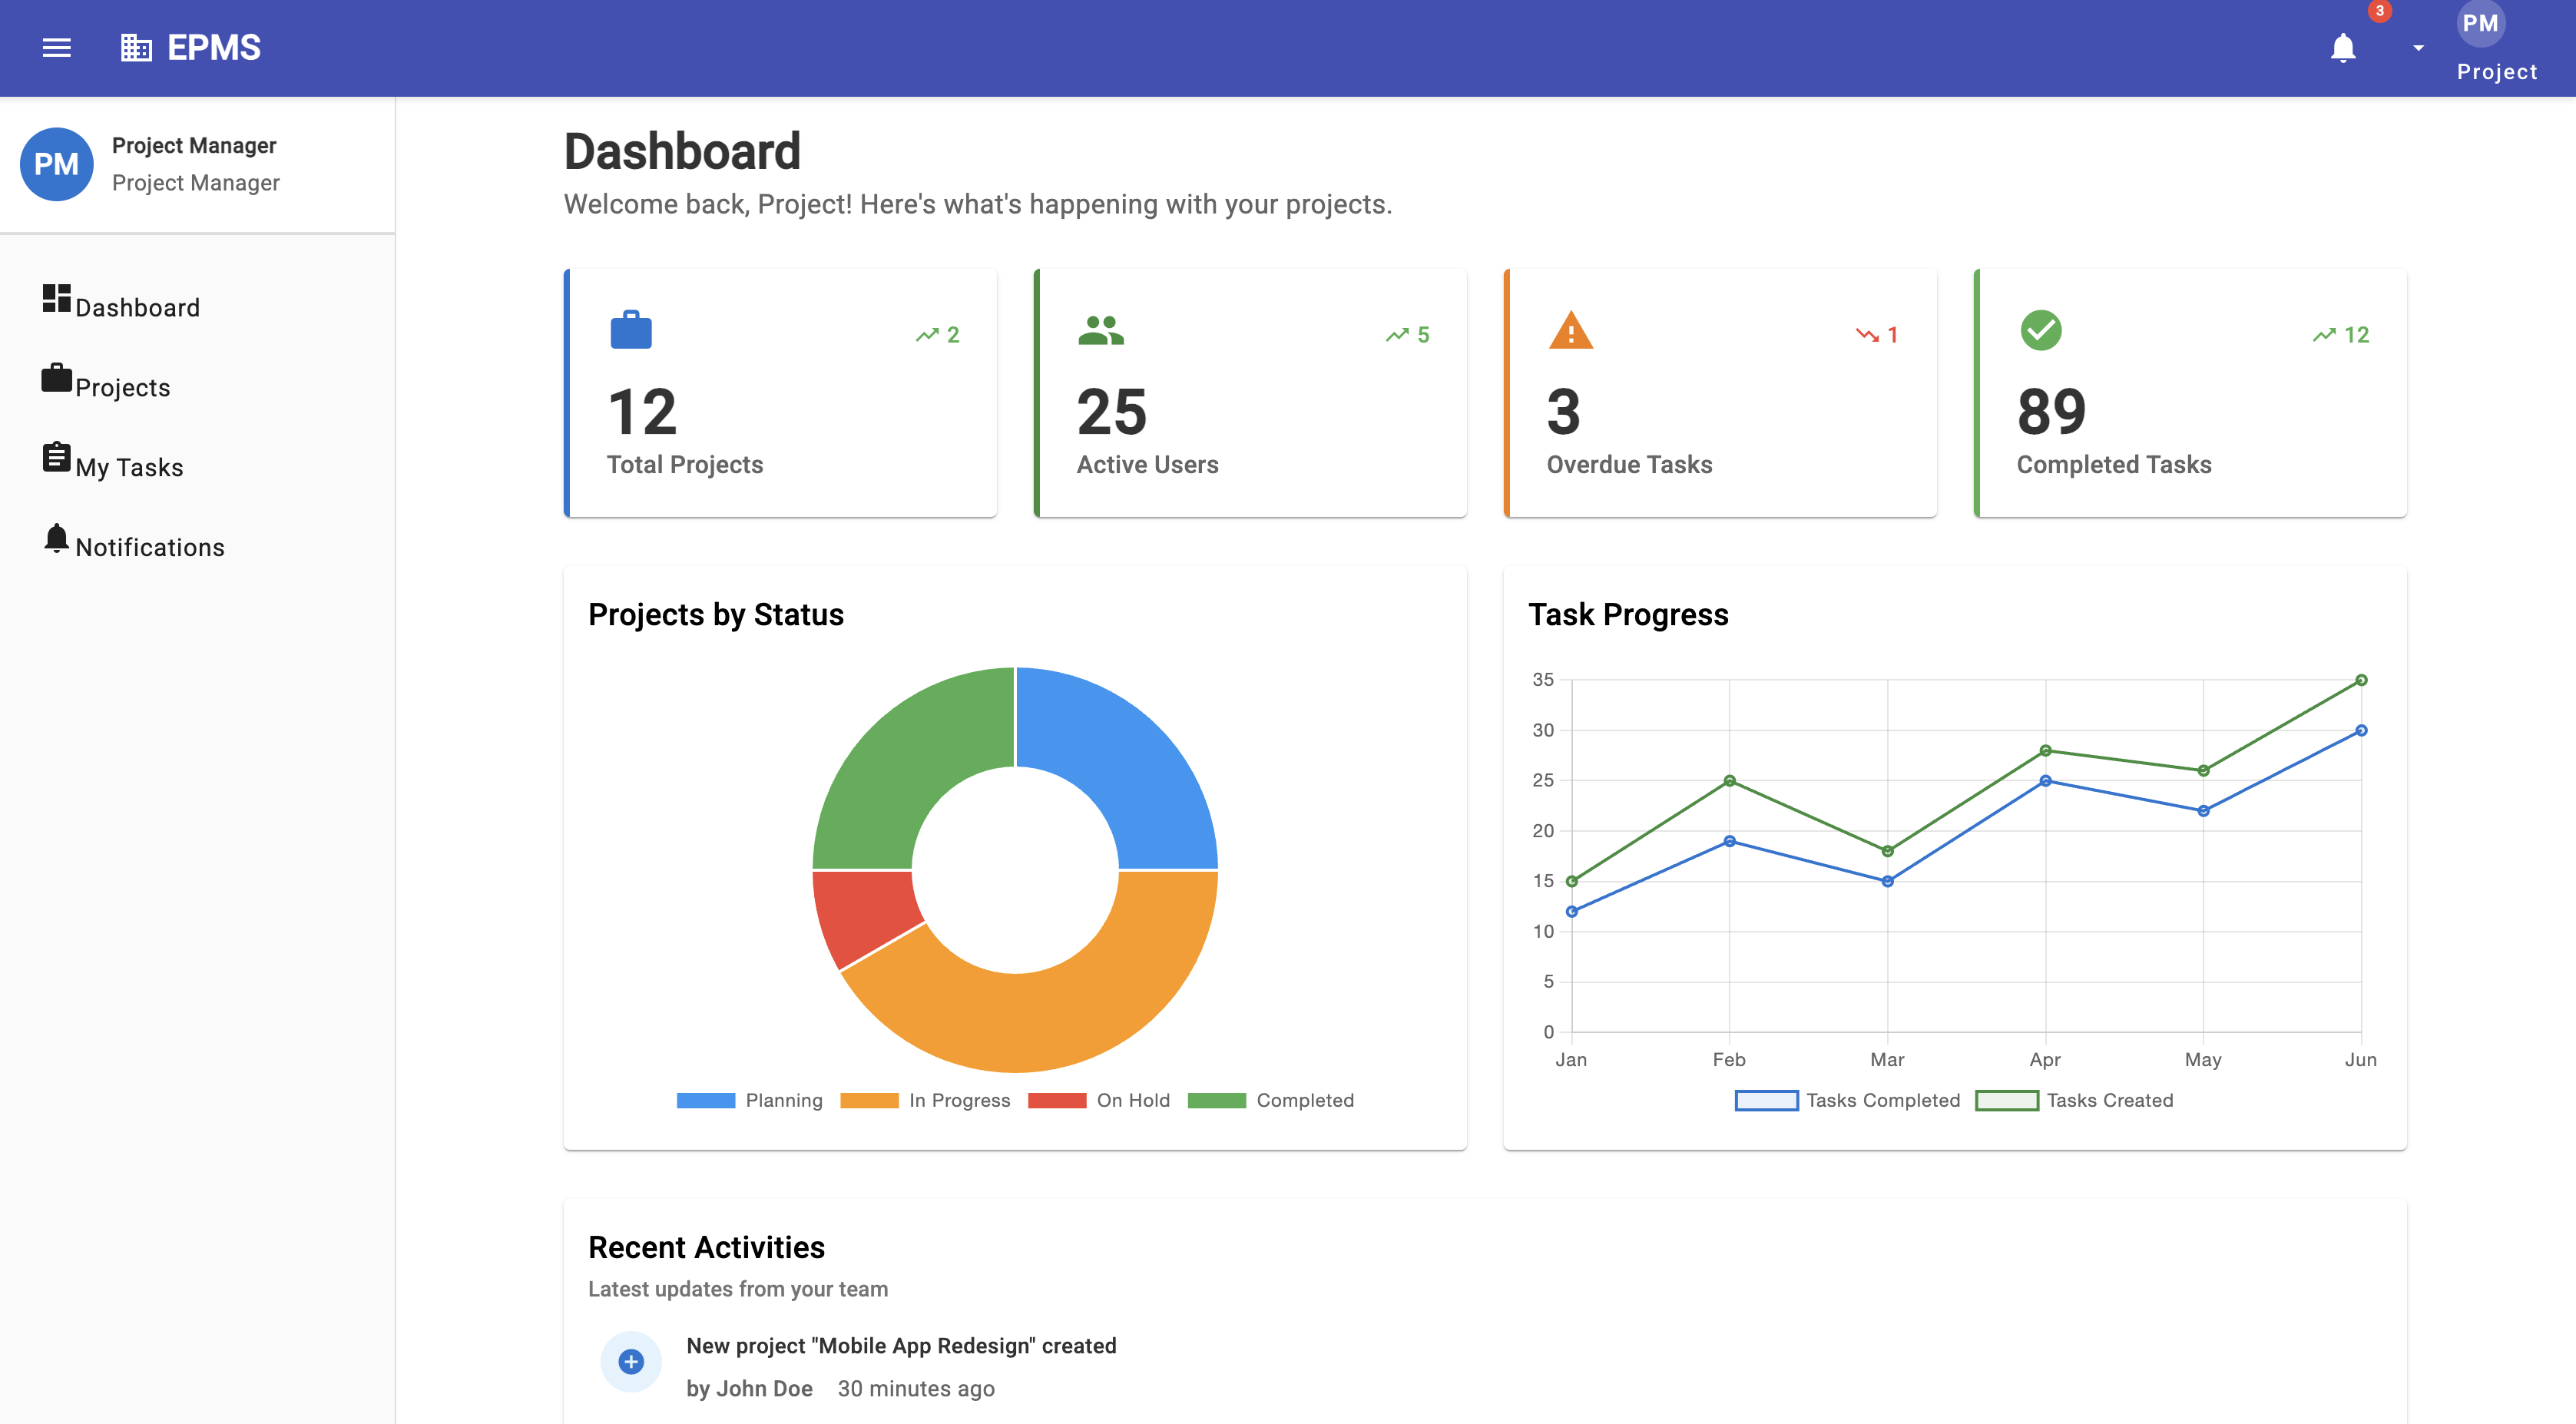 EPMS
3
PM
Project
PM
Project Manager
Project Manager
Dashboard
Projects
My Tasks
Notifications
Dashboard
Welcome back, Project! Here's what's happening with your projects.
2
12
Total Projects
5
25
Active Users
1
3
Overdue Tasks
12
89
Completed Tasks
Projects by Status
Planning In Progress On Hold Completed
Task Progress
35
30
25
20
15
10
5
0
Jan Feb Mar Apr May Jun
Tasks Completed Tasks Created
Recent Activities
Latest updates from your team
New project "Mobile App Redesign" created
by John Doe 30 minutes ago